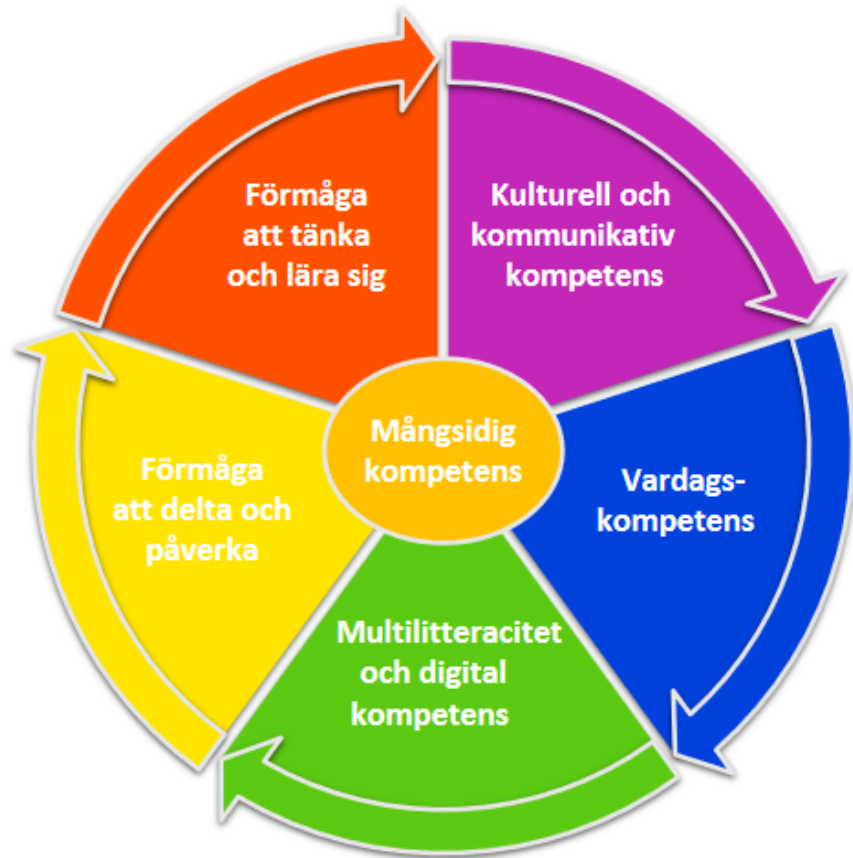 Förmåga
att tänka
och lära sig
Kulturell och
kommunikativ
kompetens
Mångsidig
kompetens
Förmåga
att delta och
påverka
Vardags-
kompetens
Multilitteracitet
och digital
kompetens